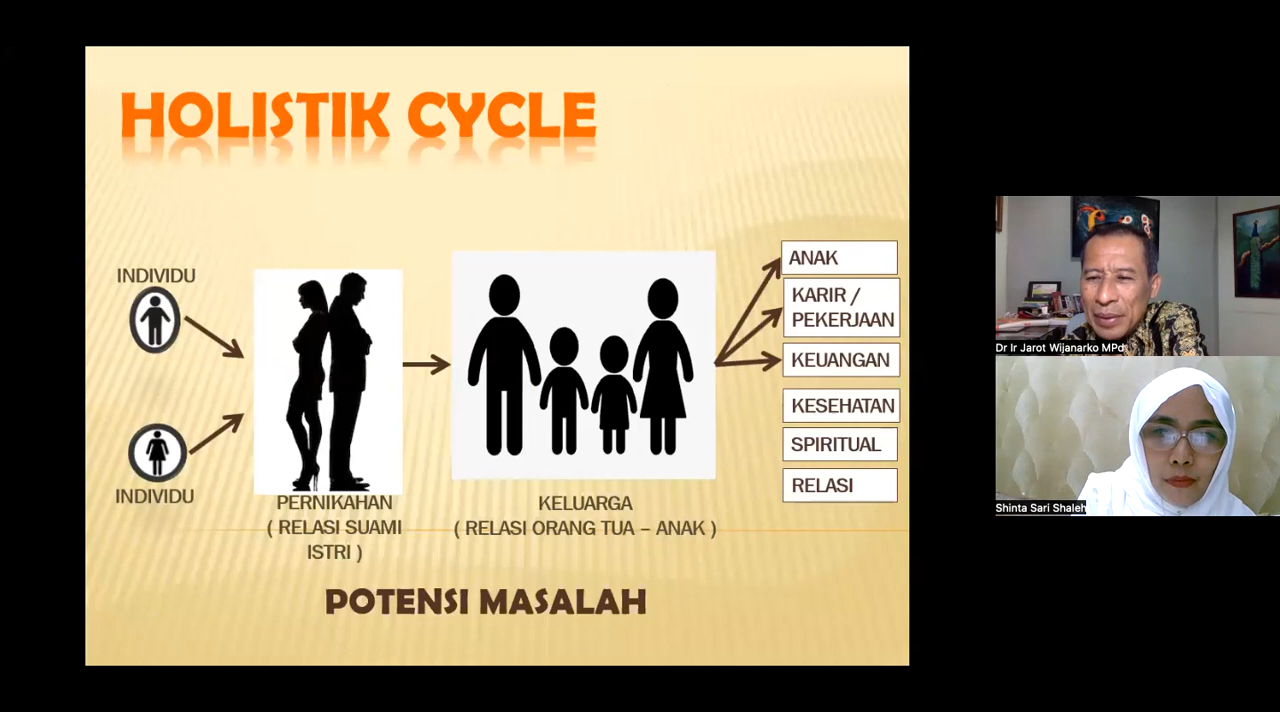 HOLISTIK CYCLE
INDIVIDU
INDIVIDU
PERNIKAHAN
( RELASI SUAMI
ISTRI )
KELUARGA
( RELASI ORANG TUA – ANAK )
ANAK
KARIR /
PEKERJAAN
KEUANGAN
KESEHATAN
SPIRITUAL
RELASI
POTENSI MASALAH
Dr Ir Jarot Wijanarko MPd
Shinta Sari Shaleh